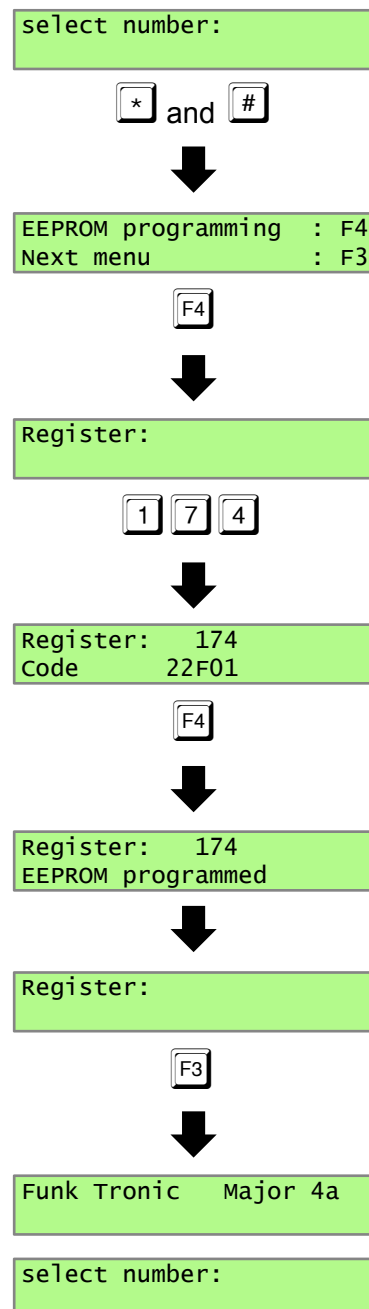 select number:
* and #
EEPROM programming : F4
Next menu : F3
F4
Register:
1 7 4
Register: 174
Code 22F01
F4
Register: 174
EEPROM programmed
Register:
F3
Funk Tronic Major 4a
select number: